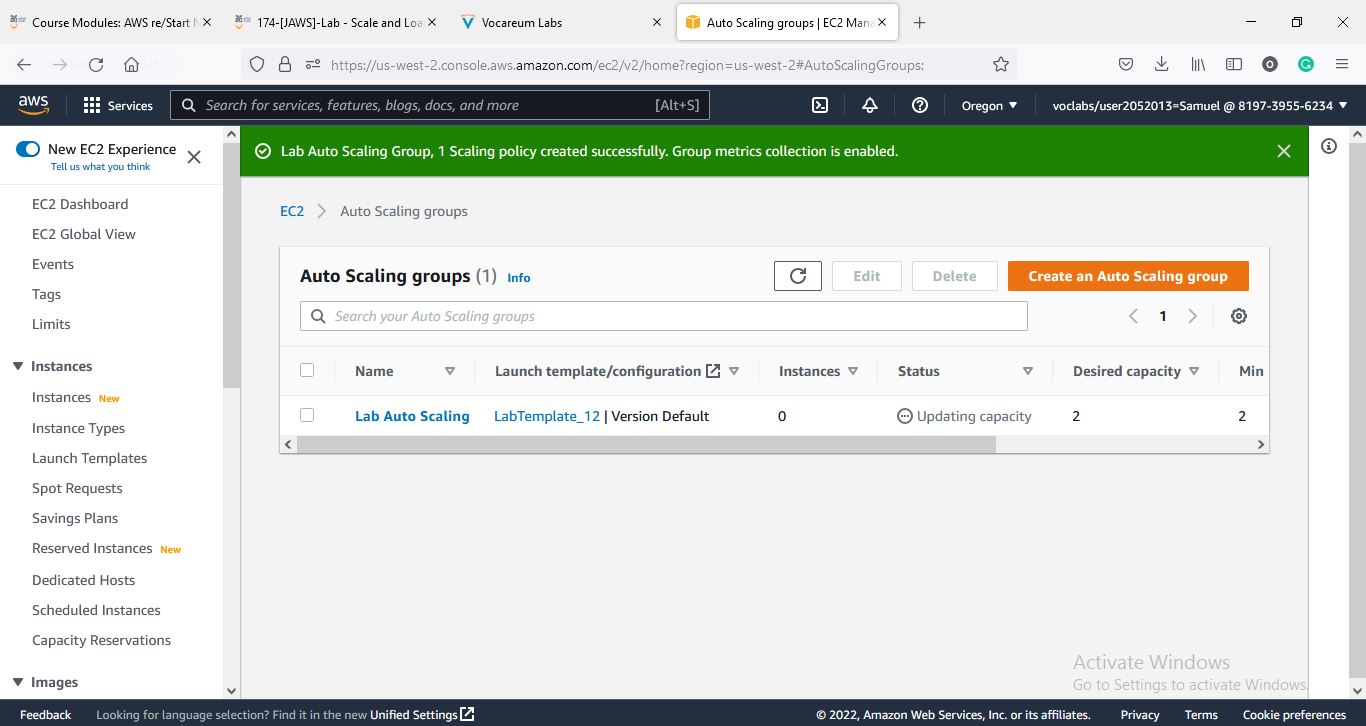 Course Modules: AWS re/Start N
174-[JAWS]-Lab - Scale and Loa
Vocareum Labs
Auto Scaling groups | EC2 Mana
https://us-west-2.console.aws.amazon.com/ec2/v2/home?region=us-west-2#AutoScalingGroups:
aws
Services
Search for services, features, blogs, docs, and more
[Alt+S]
Oregon
voclabs/user2052013=Samuel @ 8197-3955-6234
New EC2 Experience
Tell us what you think
EC2 Dashboard
EC2 Global View
Events
Tags
Limits
Instances
Instances New
Instance Types
Launch Templates
Spot Requests
Savings Plans
Reserved Instances New
Dedicated Hosts
Scheduled Instances
Capacity Reservations
Images
Lab Auto Scaling Group, 1 Scaling policy created successfully. Group metrics collection is enabled.
EC2 > Auto Scaling groups
Auto Scaling groups (1) Info
Edit
Delete
Create an Auto Scaling group
Search your Auto Scaling groups
1
Name Launch template/configuration Instances Status Desired capacity Min
Lab Auto Scaling LabTemplate_12 | Version Default 0 Updating capacity 2 2
Activate Windows
Go to Settings to activate Windows.
Feedback
Looking for language selection? Find it in the new Unified Settings
© 2022, Amazon Web Services, Inc. or its affiliates.
Privacy
Terms
Cookie preferences